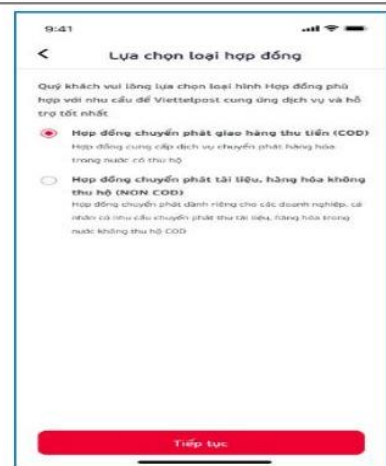 9:41
Lựa chọn loại hợp đồng
Quý khách vui lòng lựa chọn loại hình Hợp đồng phù
hợp với nhu cầu để Viettelpost cung ứng dịch vụ và hỗ
trợ tốt nhất
Hợp đồng chuyển phát giao hàng thu tiền (COD)
Hợp đồng cung cấp dịch vụ chuyển phát hàng hóa
trong nước có thu hộ
Hợp đồng chuyển phát tài liệu, hàng hóa không
thu hộ (NON COD)
Hợp đồng chuyển phát dành riêng cho các doanh nghiệp, cá
nhân có nhu cầu chuyển phát thư tài liệu, hàng hóa trong
nước không thu hộ COD
Tiếp tục